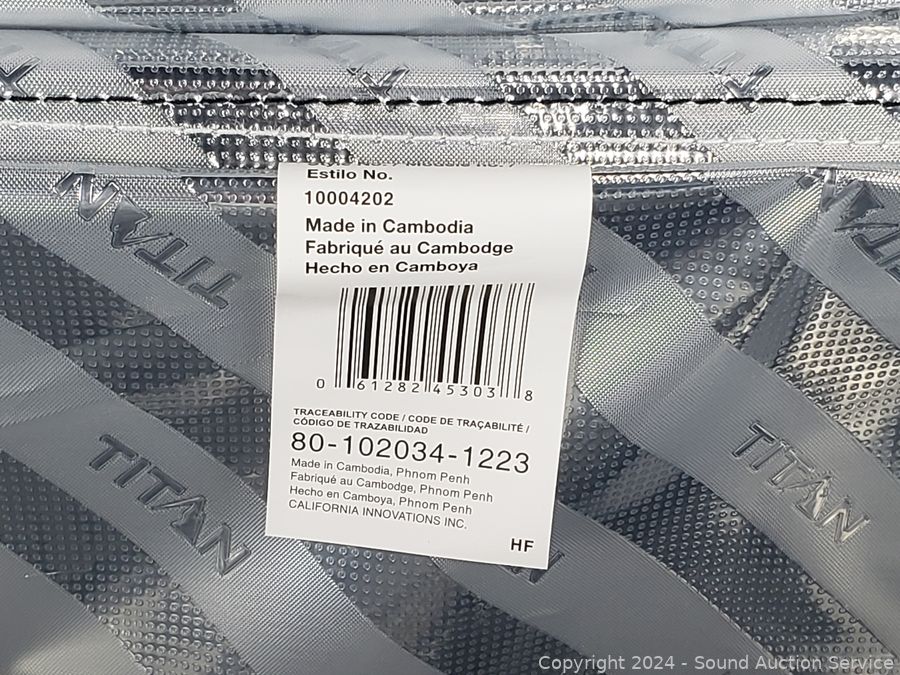 Estilo No.
10004202
Made in Cambodia
Fabriqué au Cambodge
Hecho en Camboya
0 61282 45303 8
TRACEABILITY CODE / CODE DE TRAÇABILITÉ /
CÓDIGO DE TRAZABILIDAD
80-102034-1223
Made in Cambodia, Phnom Penh
Fabriqué au Cambodge, Phnom Penh
Hecho en Camboya, Phnom Penh
CALIFORNIA INNOVATIONS INC.
HF
TITAN
TITAN
TITAN
Copyright 2024 - Sound Auction Service